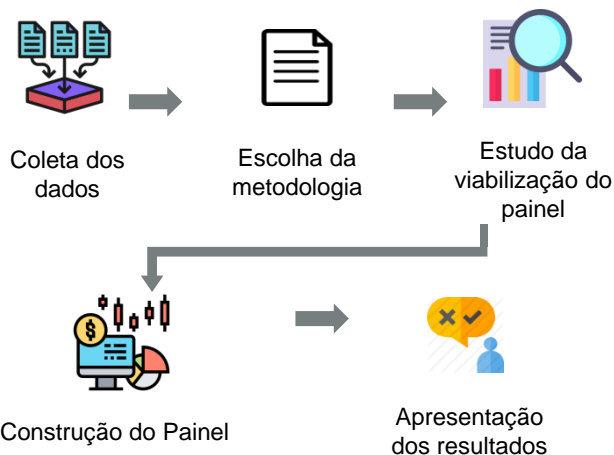 Coleta dos
dados
Escolha da
metodologia
Estudo da
viabilização do
painel
$
Construção do Painel
Apresentação
dos resultados